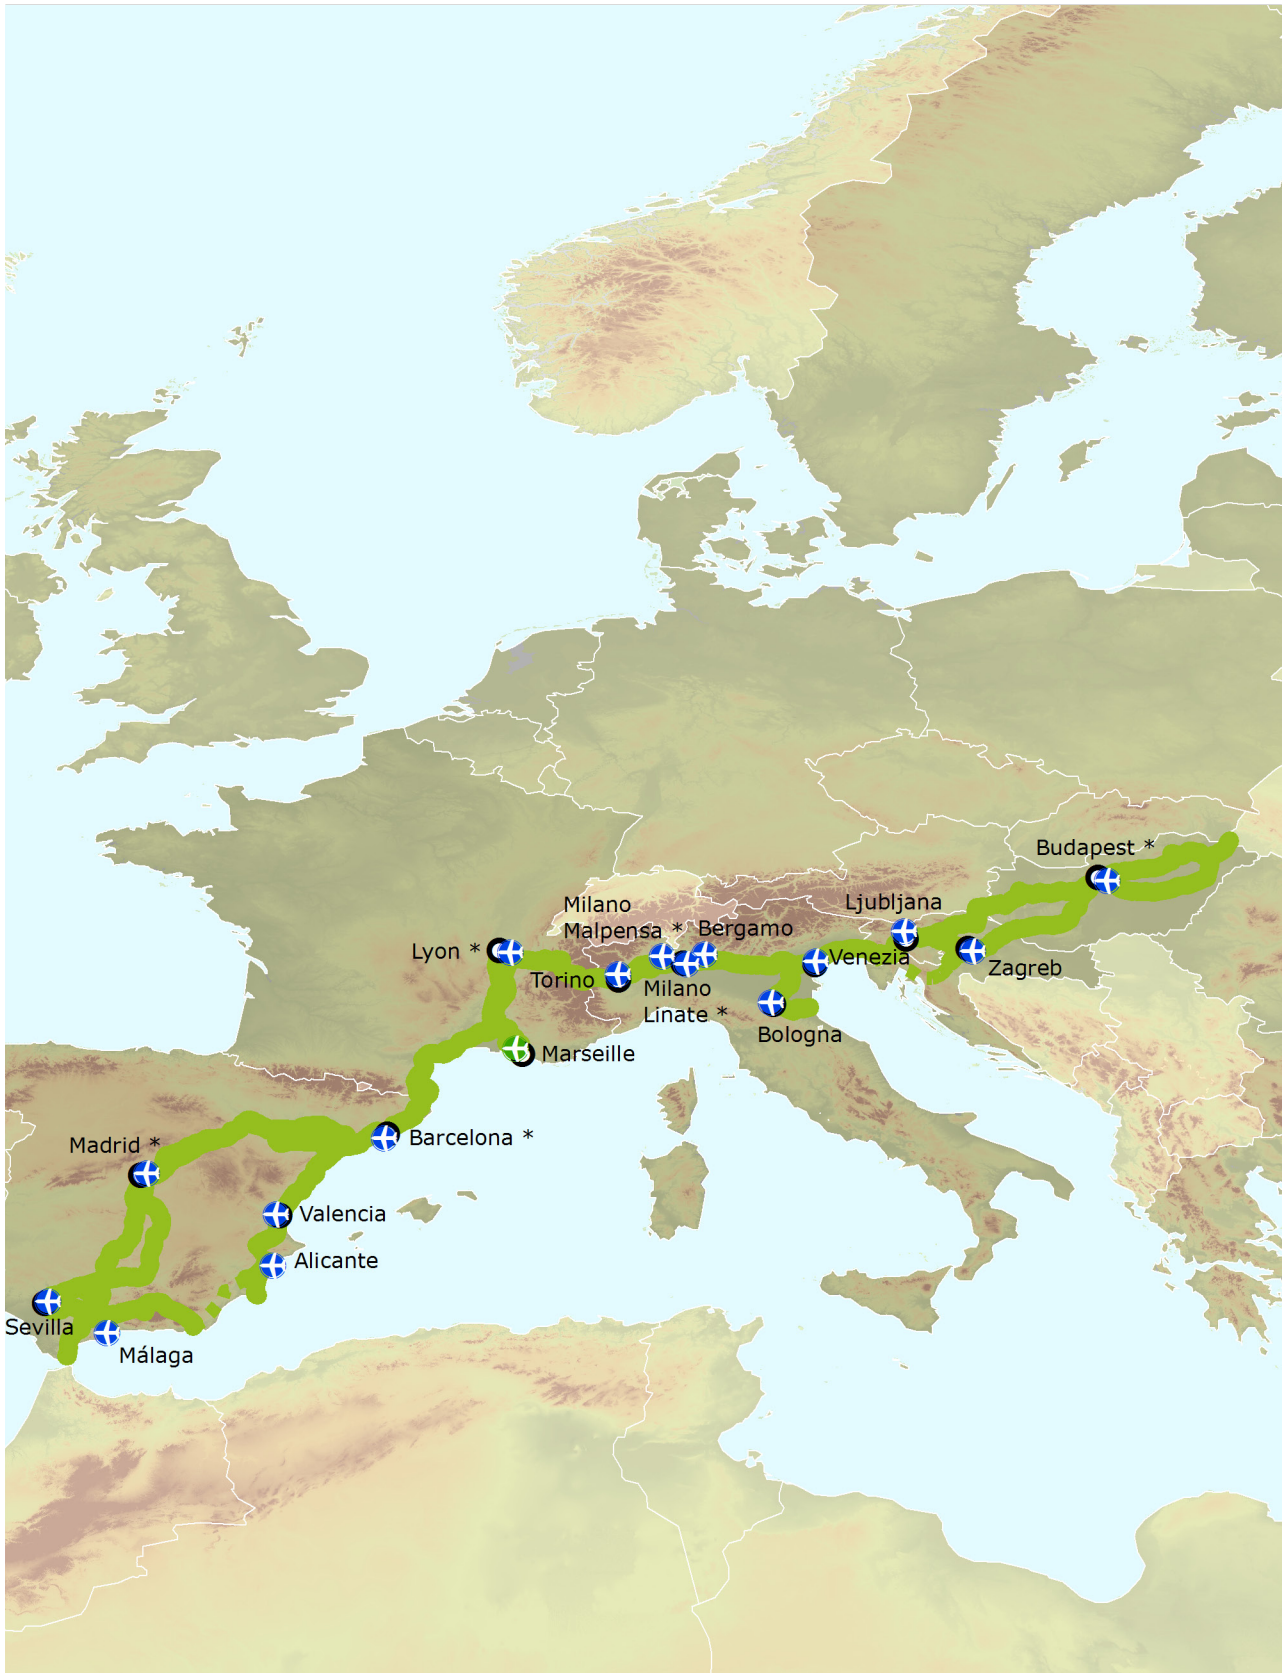 Budapest *
Ljubljana
Milano
Malpensa *
Bergamo
Lyon *
Venezia
Zagreb
Torino
Milano
Linate *
Bologna
Marseille
Madrid *
Barcelona *
Valencia
Alicante
Sevilla
Málaga